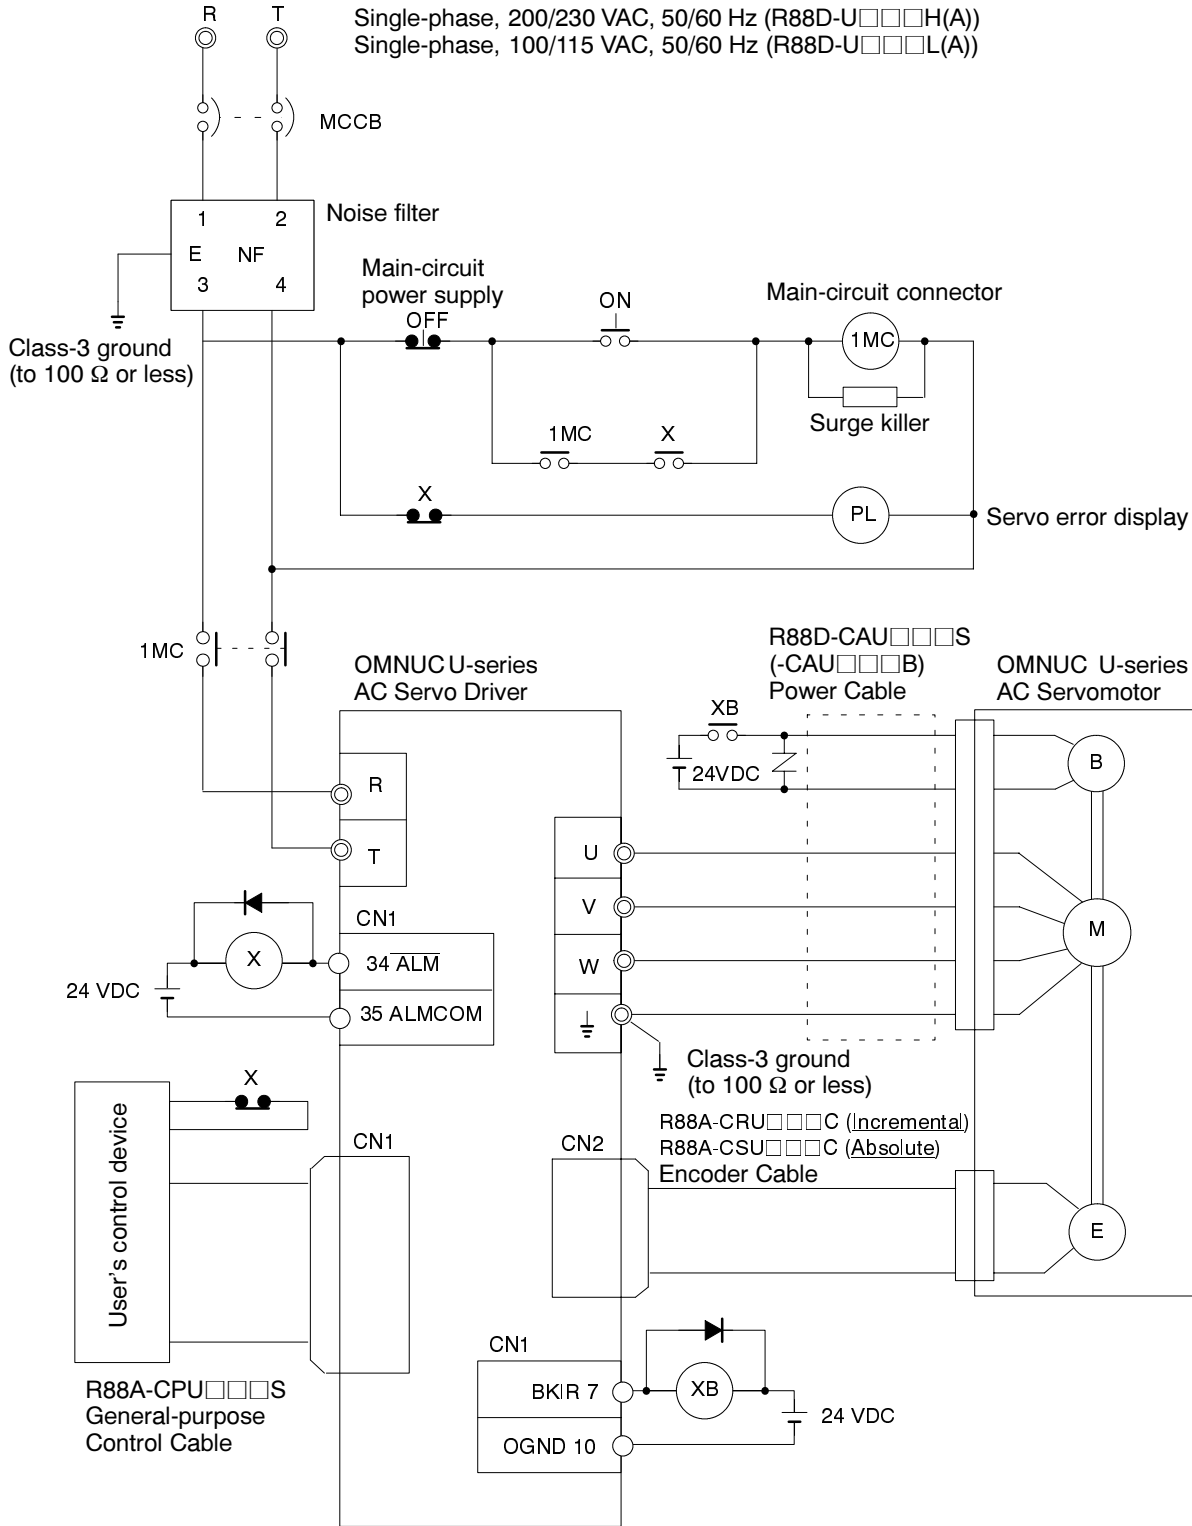 R T
Single-phase, 200/230 VAC, 50/60 Hz (R88D-U□□□H(A))
Single-phase, 100/115 VAC, 50/60 Hz (R88D-U□□□L(A))
MCCB
1 2
Noise filter
E NF
3 4
Class-3 ground
(to 100 Ω or less)
Main-circuit
power supply
OFF
ON
Main-circuit connector
1MC
Surge killer
1MC X
X
PL
Servo error display
1MC
OMNUC U-series
AC Servo Driver
R88D-CAU□□□S
(-CAU□□□B)
Power Cable
OMNUC U-series
AC Servomotor
XB
24VDC
B
R
T
U
V
W
M
CN1
X
34 ALM
24 VDC
35 ALMCOM
Class-3 ground
(to 100 Ω or less)
X
User's control device
CN1
R88A-CRU□□□C (Incremental)
R88A-CSU□□□C (Absolute)
Encoder Cable
CN2
E
CN1
BKIR 7
XB
OGND 10
24 VDC
R88A-CPU□□□S
General-purpose
Control Cable